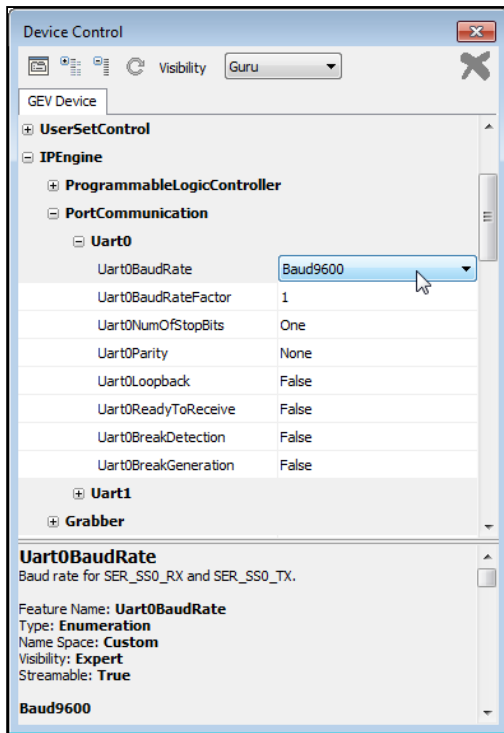 Device Control
Visibility Guru
GEV Device
UserSetControl
IPEngine
ProgrammableLogicController
PortCommunication
Uart0
Uart0BaudRate Baud9600
Uart0BaudRateFactor 1
Uart0NumOfStopBits One
Uart0Parity None
Uart0Loopback False
Uart0ReadyToReceive False
Uart0BreakDetection False
Uart0BreakGeneration False
Uart1
Grabber
Uart0BaudRate
Baud rate for SER_SS0_RX and SER_SS0_TX.
Feature Name: Uart0BaudRate
Type: Enumeration
Name Space: Custom
Visibility: Expert
Streamable: True
Baud9600